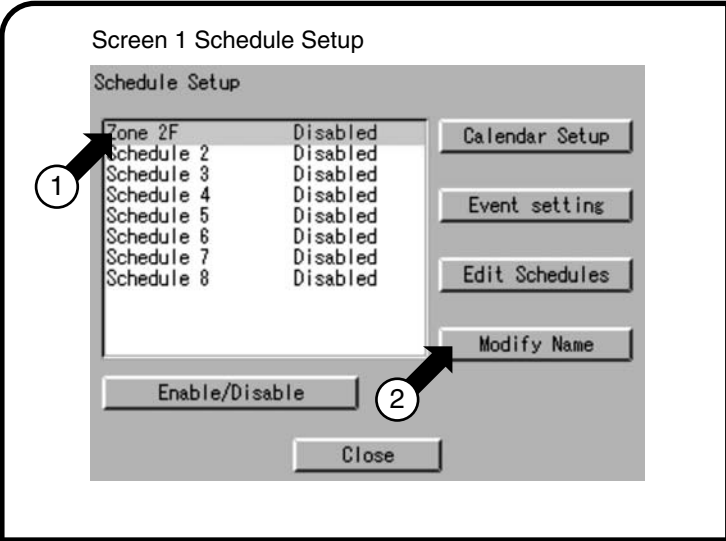 Screen 1 Schedule Setup
Schedule Setup
Zone 2F Disabled
Schedule 2 Disabled
Schedule 3 Disabled
Schedule 4 Disabled
Schedule 5 Disabled
Schedule 6 Disabled
Schedule 7 Disabled
Schedule 8 Disabled
1
Calendar Setup
Event setting
Edit Schedules
Modify Name
2
Enable/Disable
Close